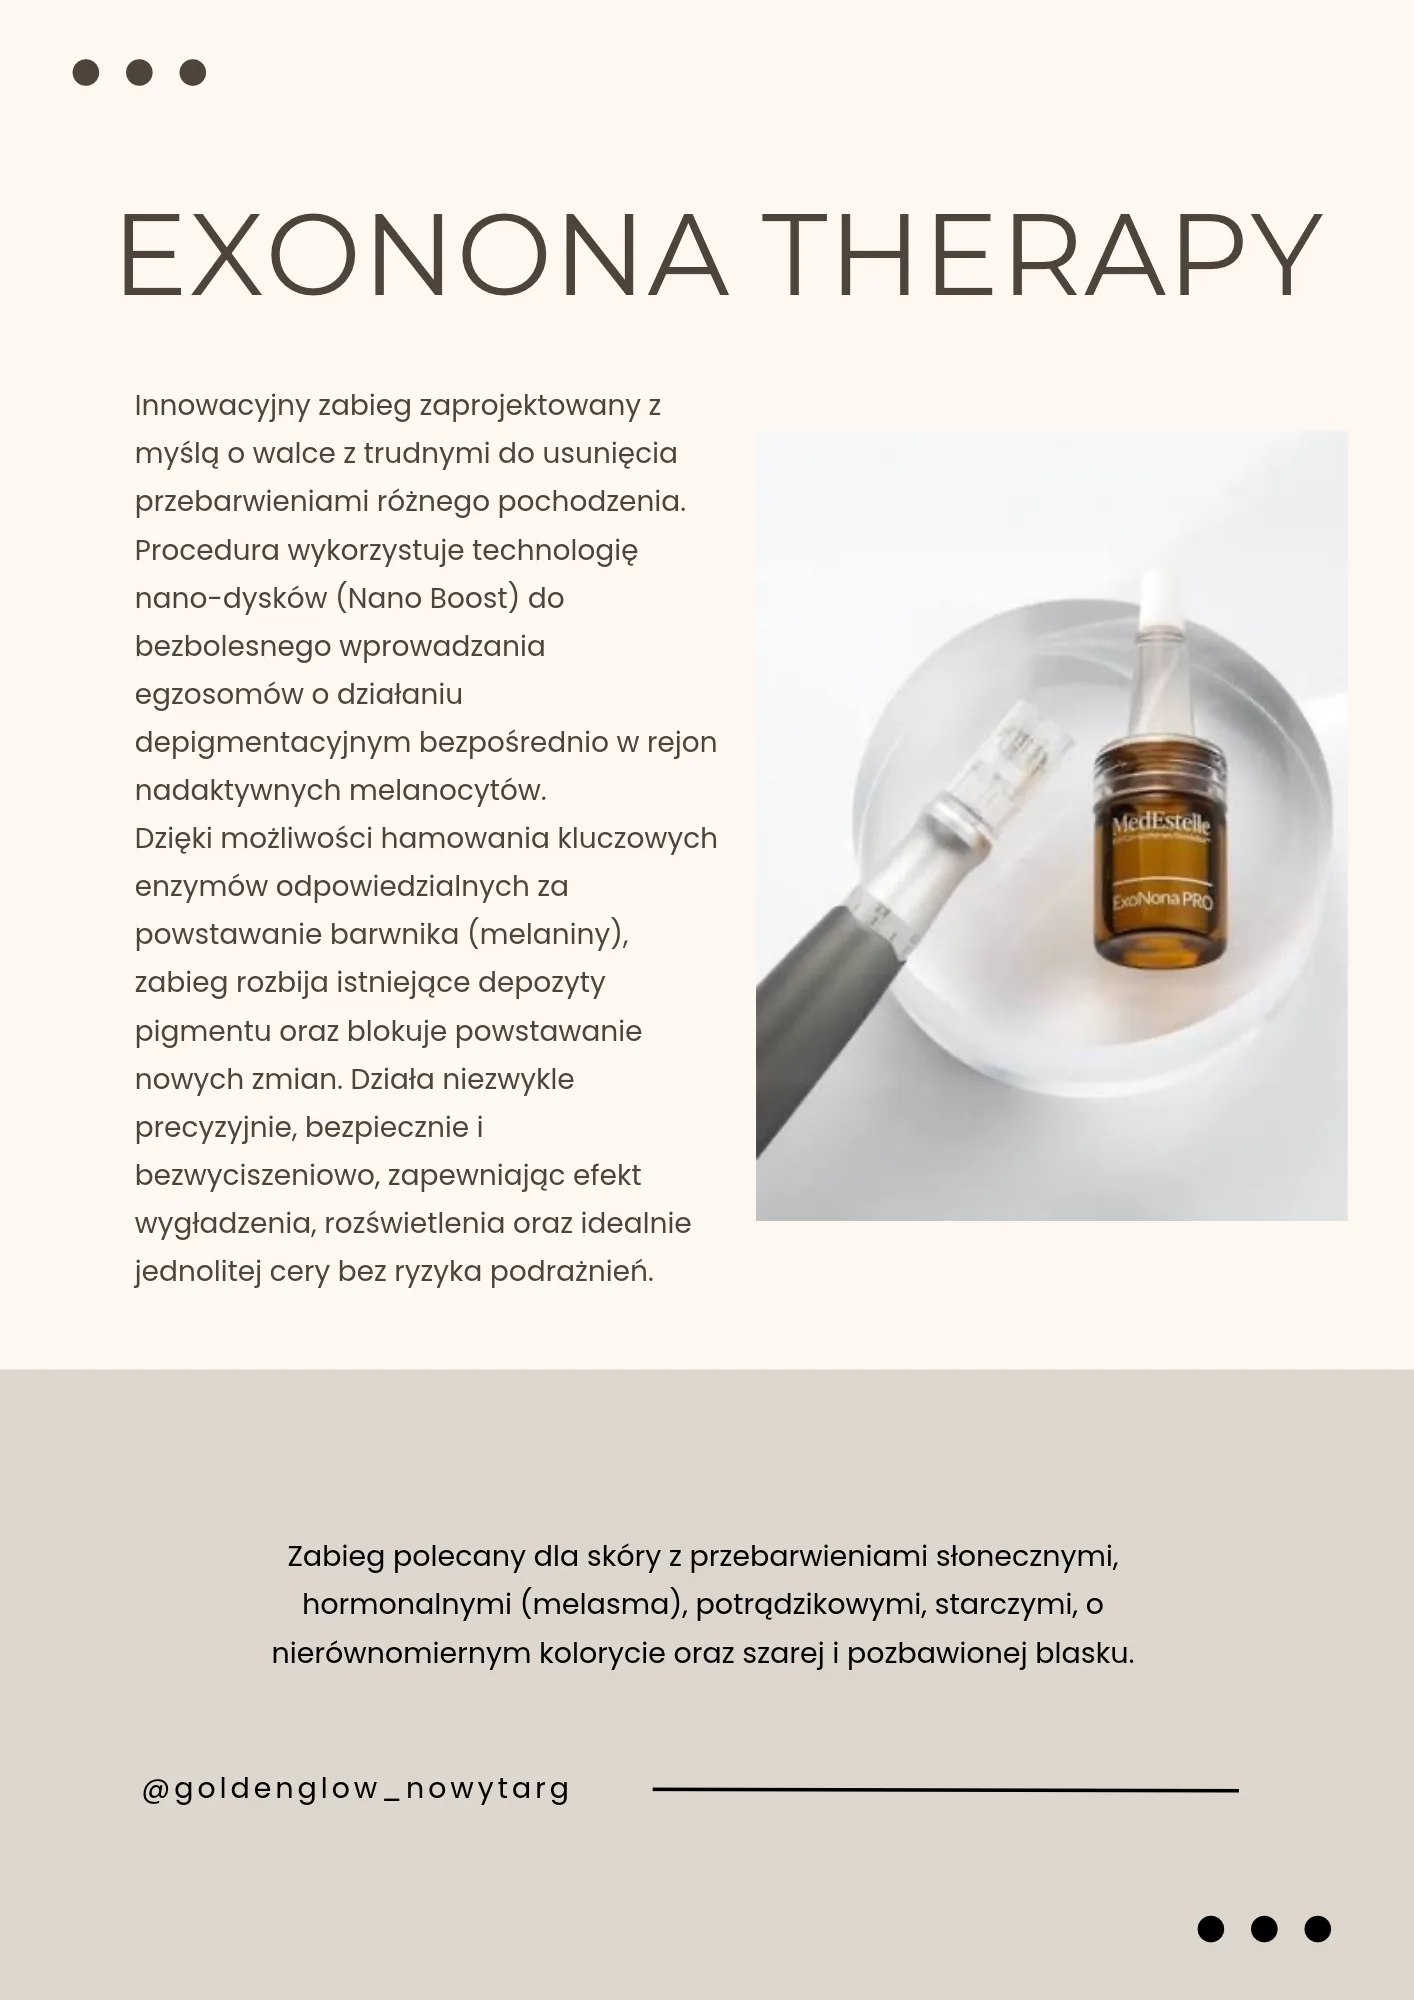 EXONONA THERAPY
Innowacyjny zabieg zaprojektowany z
myślą o walce z trudnymi do usunięcia
przebarwieniami różnego pochodzenia.
Procedura wykorzystuje technologię
nano-dysków (Nano Boost) do
bezbolesnego wprowadzania
egzosomów o działaniu
depigmentacyjnym bezpośrednio w rejon
nadaktywnych melanocytów.
Dzięki możliwości hamowania kluczowych
enzymów odpowiedzialnych za
powstawanie barwnika (melaniny),
zabieg rozbija istniejące depozyty
pigmentu oraz blokuje powstawanie
nowych zmian. Działa niezwykle
precyzyjnie, bezpiecznie i
bezwyciszeniowo, zapewniając efekt
wygładzenia, rozświetlenia oraz idealnie
jednolitej cery bez ryzyka podrażnień.
MedEstelle
ExoNona PRO
Zabieg polecany dla skóry z przebarwieniami słonecznymi,
hormonalnymi (melasma), potrądzikowymi, starczymi, o
nierównomiernym kolorycie oraz szarej i pozbawionej blasku.
@goldenglow_nowytarg